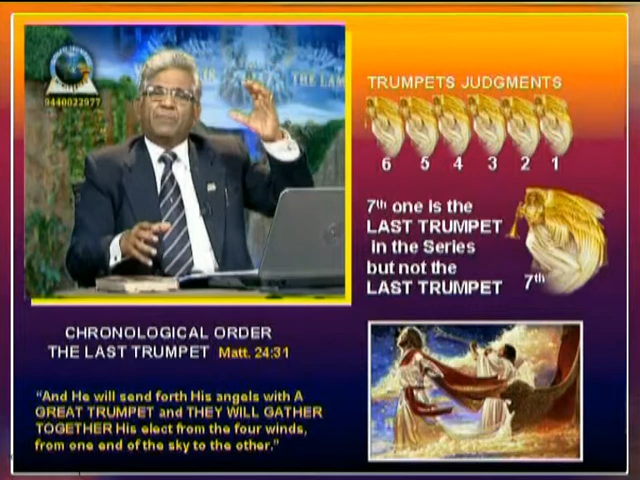 9440022977
TRUMPETS JUDGMENTS
6 5 4 3 2 1
7th one is the
LAST TRUMPET
in the Series
but not the
LAST TRUMPET
7th
CHRONOLOGICAL ORDER
THE LAST TRUMPET Matt. 24:31
“And He will send forth His angels with A
GREAT TRUMPET and THEY WILL GATHER
TOGETHER His elect from the four winds,
from one end of the sky to the other.”